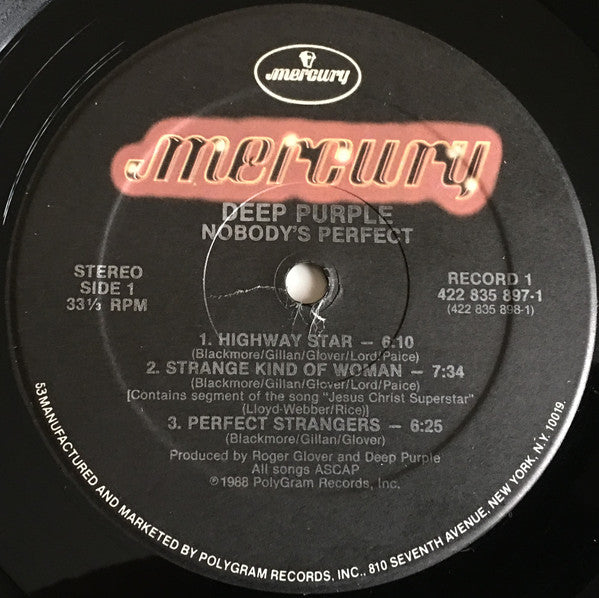 mercury
mercury
DEEP PURPLE
NOBODY'S PERFECT
STEREO
SIDE 1
33⅓ RPM
RECORD 1
422 835 897-1
(422 835 898-1)
1. HIGHWAY STAR — 6:10
(Blackmore/Gillan/Glover/Lord/Paice)
2. STRANGE KIND OF WOMAN — 7:34
(Blackmore/Gillan/Glover/Lord/Paice)
[Contains segment of the song "Jesus Christ Superstar"
(Lloyd-Webber/Rice)]
3. PERFECT STRANGERS — 6:25
(Blackmore/Gillan/Glover)
Produced by Roger Glover and Deep Purple
All songs ASCAP
℗1988 PolyGram Records, Inc.
53 MANUFACTURED AND MARKETED BY POLYGRAM RECORDS, INC., 810 SEVENTH AVENUE, NEW YORK, N.Y. 10019.